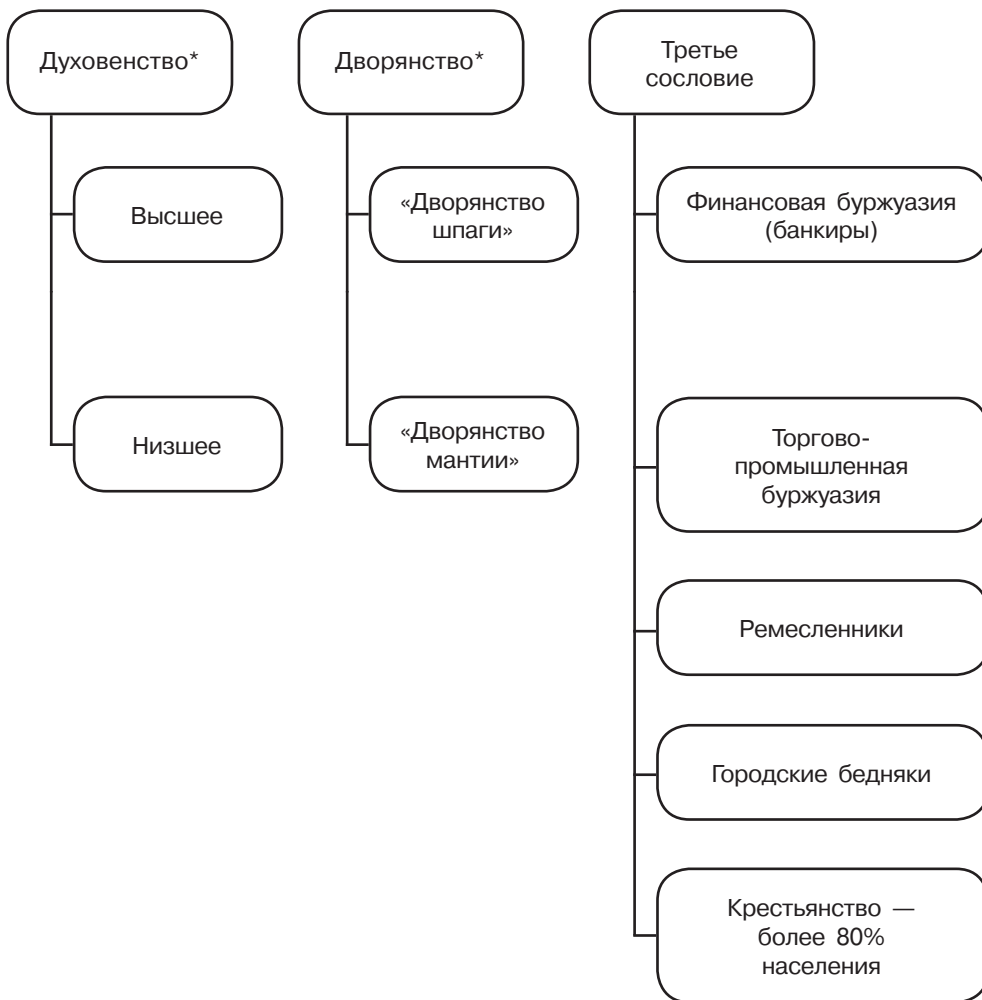 Духовенство*
Высшее
Низшее
Дворянство*
«Дворянство
шпаги»
«Дворянство
мантии»
Третье
сословие
Финансовая буржуазия
(банкиры)
Торгово-
промышленная
буржуазия
Ремесленники
Городские бедняки
Крестьянство —
более 80%
населения